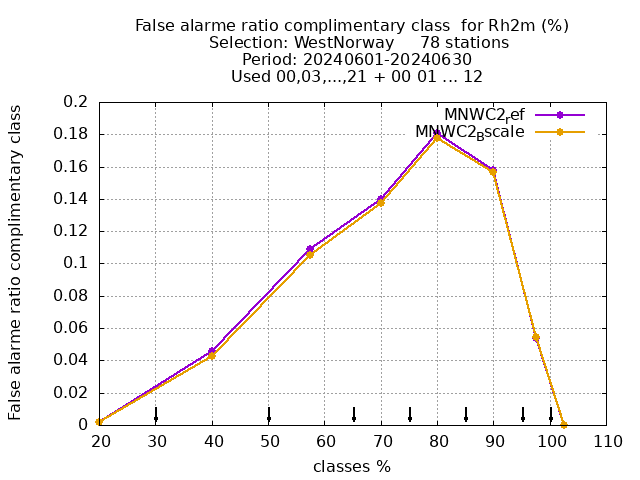 False alarme ratio complimentary class  for Rh2m (%)
Selection: WestNorway     78 stations
Period: 20240601-20240630
Used 00,03,...,21 + 00 01 ... 12
MNWC2ref
MNWC2Bscale
False alarme ratio complimentary class
0.2
0.18
0.16
0.14
0.12
0.1
0.08
0.06
0.04
0.02
0
20 30 40 50 60 70 80 90 100 110
classes %